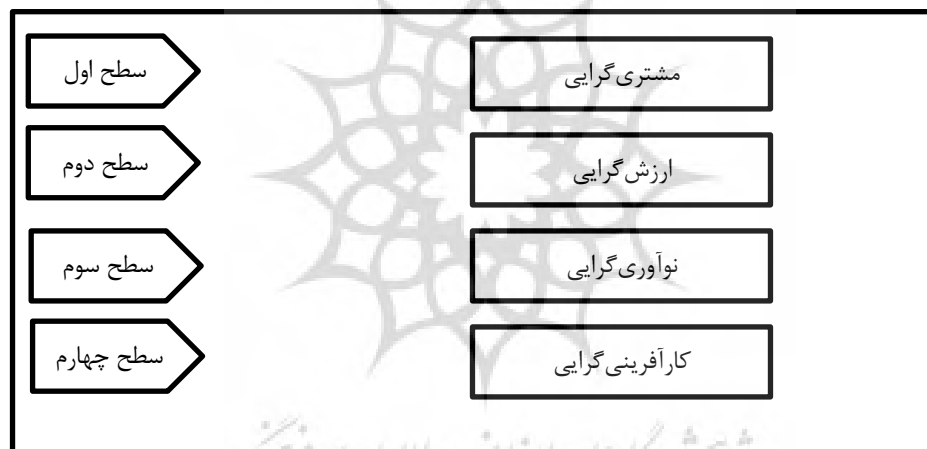 سطح اول
مشتری‌گرایی
سطح دوم
ارزش‌گرایی
سطح سوم
نوآوری‌گرایی
سطح چهارم
کارآفرینی‌گرایی